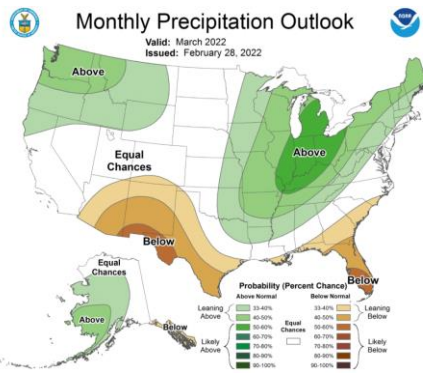 Monthly Precipitation Outlook
Valid: March 2022
Issued: February 28, 2022
NOAA
Above
Equal
Chances
Above
Below
Below
Equal
Chances
Above
Below
Probability (Percent Chance)
Above Normal
Below Normal
Leaning
Above
33-40%
40-50%
50-60%
Likely
Above
60-70%
70-80%
80-90%
90-100%
Equal
Chances
33-40%
40-50%
50-60%
60-70%
70-80%
80-90%
90-100%
Leaning
Below
Likely
Below